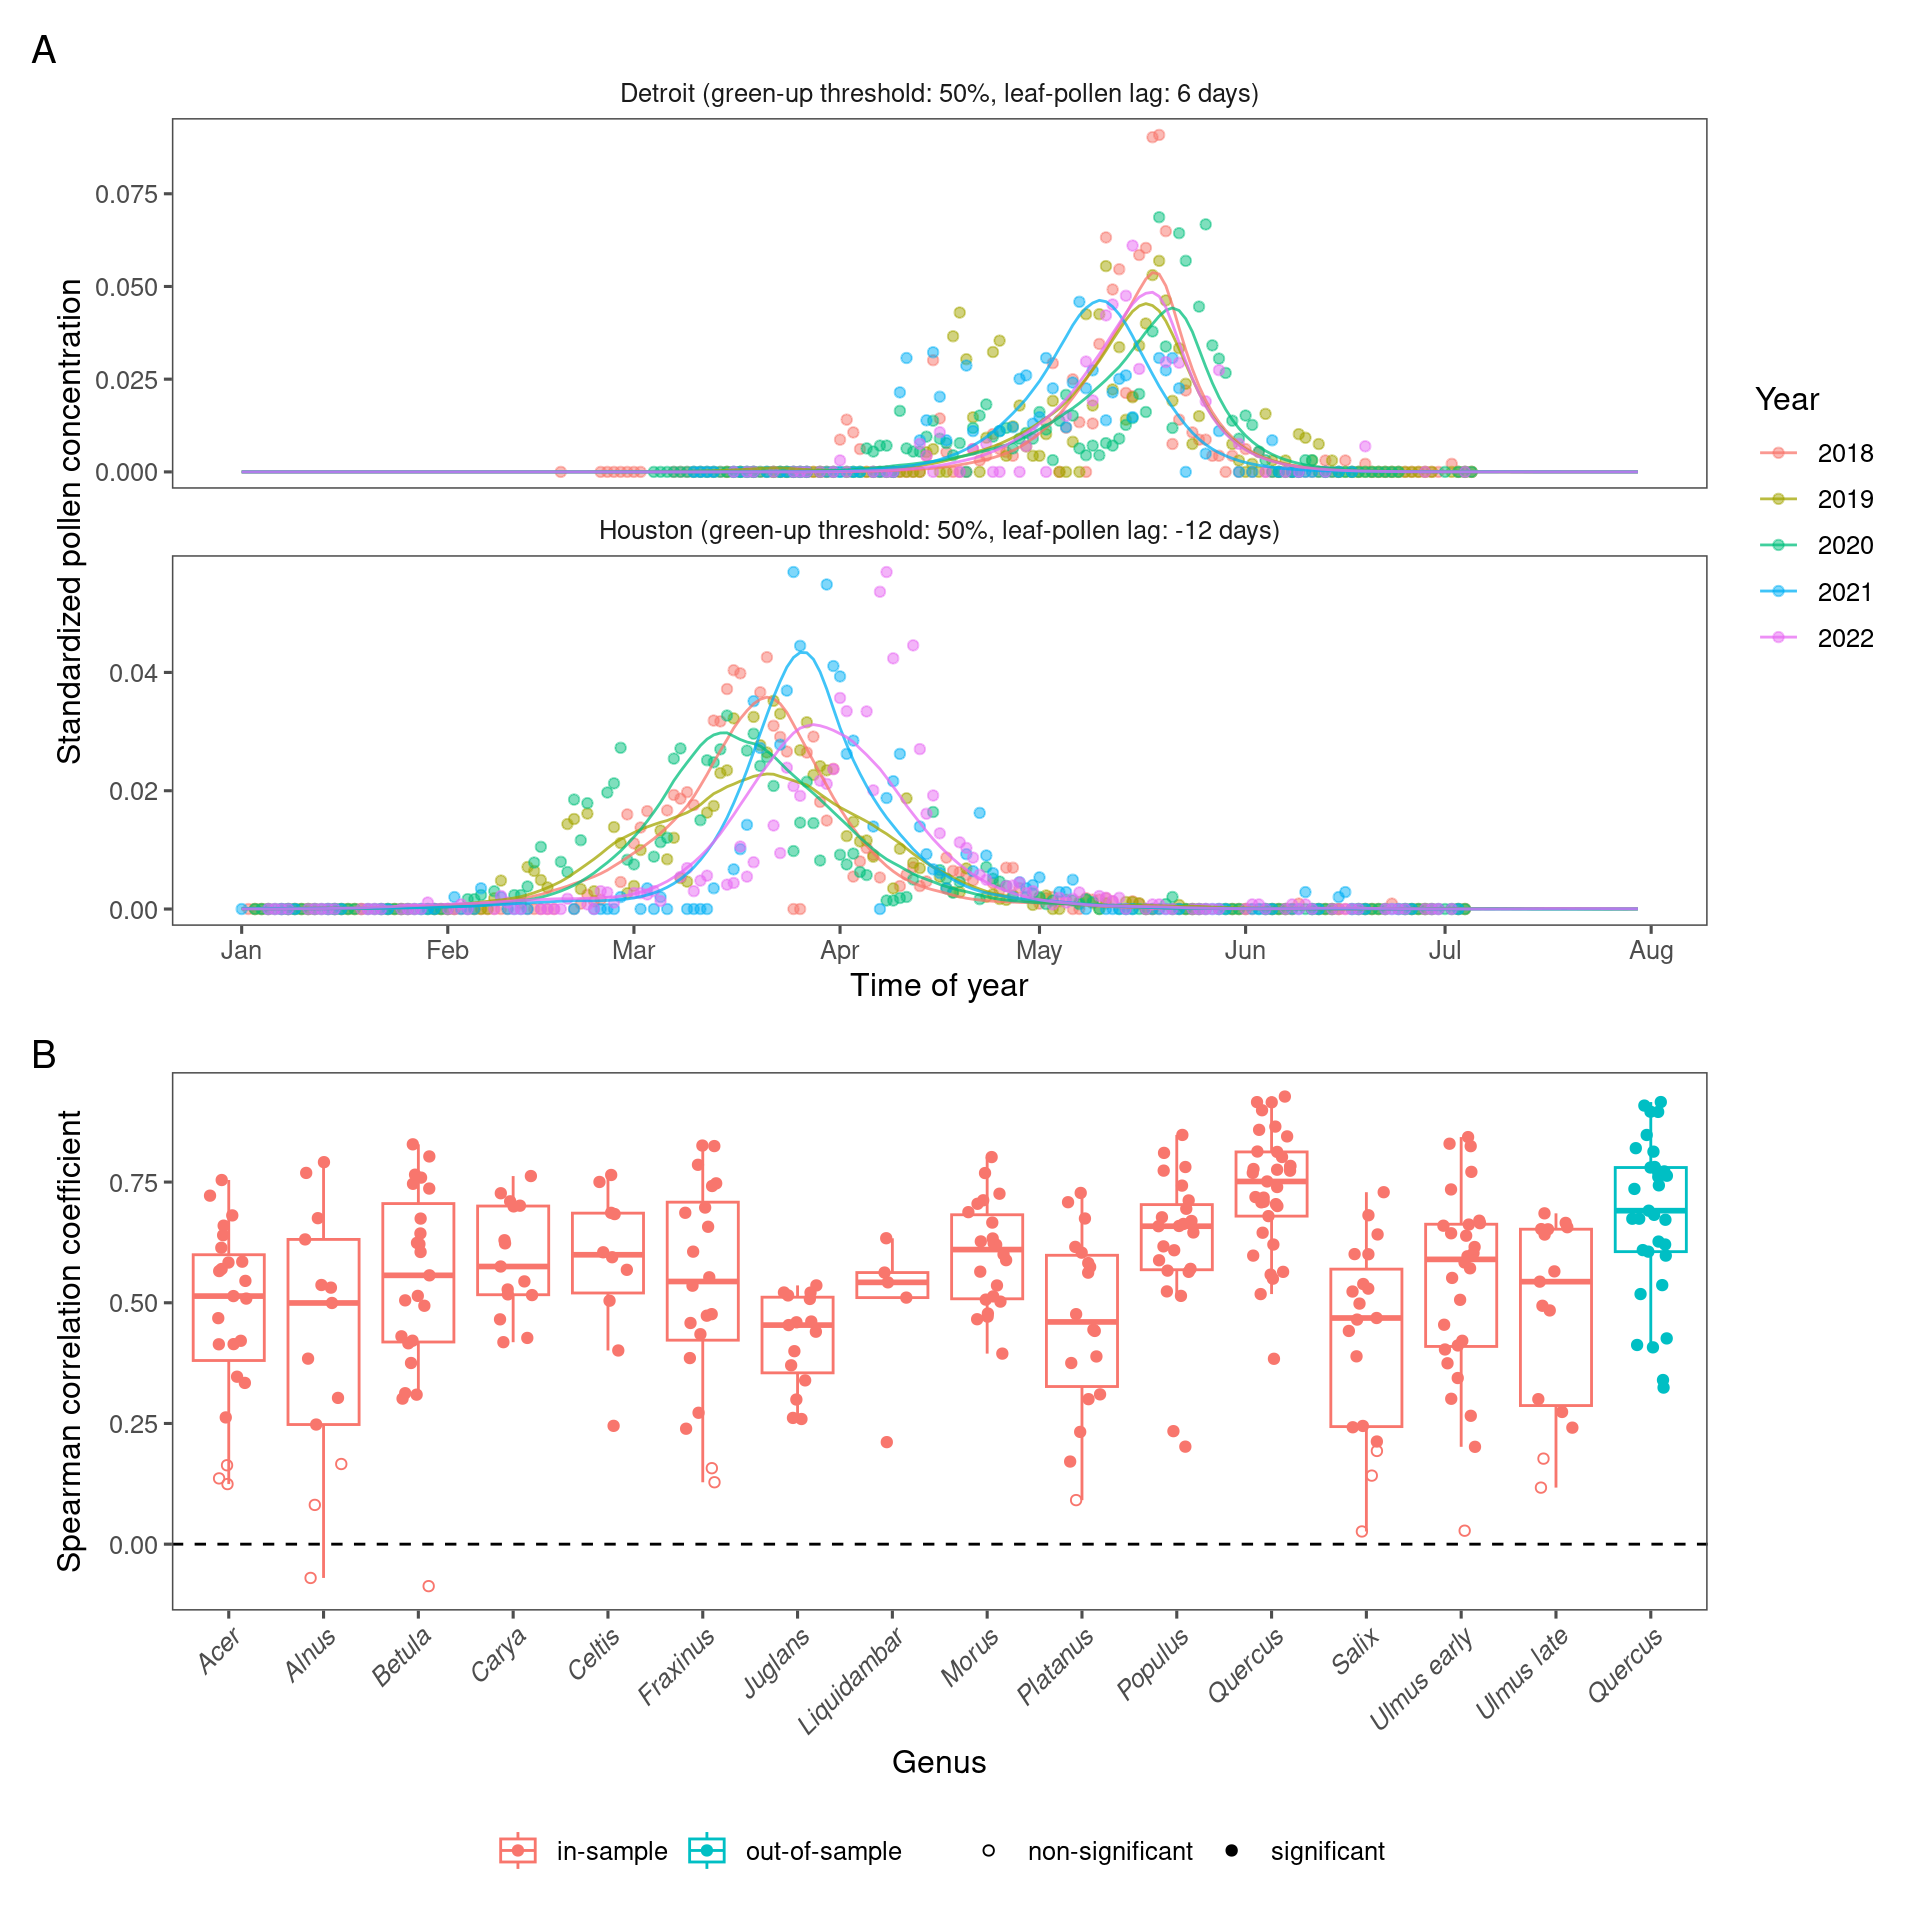 A
Detroit (green-up threshold: 50%, leaf-pollen lag: 6 days)
0.075
0.050
0.025
0.000
Standardized pollen concentration
Houston (green-up threshold: 50%, leaf-pollen lag: -12 days)
0.04
0.02
0.00
Jan Feb Mar Apr May Jun Jul Aug
Time of year
Year
2018
2019
2020
2021
2022
B
Spearman correlation coefficient
0.75
0.50
0.25
0.00
Acer
Alnus
Betula
Carya
Celtis
Fraxinus
Juglans
Liquidambar
Morus
Platanus
Populus
Quercus
Salix
Ulmus early
Ulmus late
Quercus
Genus
in-sample out-of-sample non-significant significant